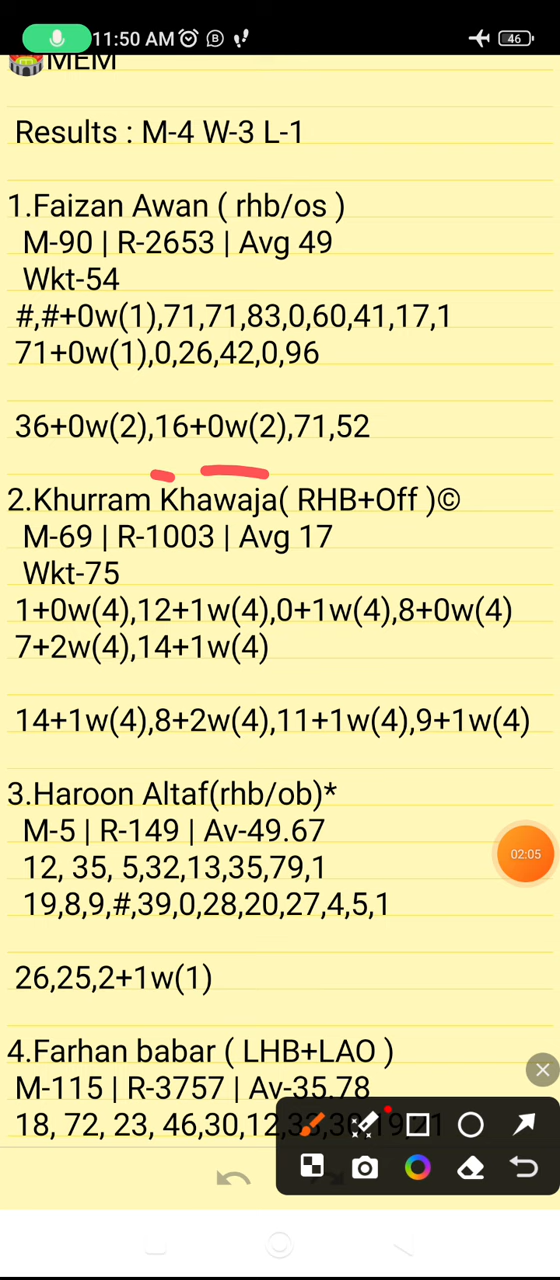 11:50 AM B 46
MEM
Results : M-4 W-3 L-1
1.Faizan Awan ( rhb/os )
M-90 | R-2653 | Avg 49
Wkt-54
#,#+0w(1),71,71,83,0,60,41,17,1
71+0w(1),0,26,42,0,96
36+0w(2),16+0w(2),71,52
2.Khurram Khawaja( RHB+Off )©
M-69 | R-1003 | Avg 17
Wkt-75
1+0w(4),12+1w(4),0+1w(4),8+0w(4)
7+2w(4),14+1w(4)
14+1w(4),8+2w(4),11+1w(4),9+1w(4)
3.Haroon Altaf(rhb/ob)*
M-5 | R-149 | Av-49.67
12, 35, 5,32,13,35,79,1
02:05
19,8,9,#,39,0,28,20,27,4,5,1
26,25,2+1w(1)
4.Farhan babar ( LHB+LAO )
M-115 | R-3757 | Av-35.78
18, 72, 23, 46,30,12,33,30,19,21